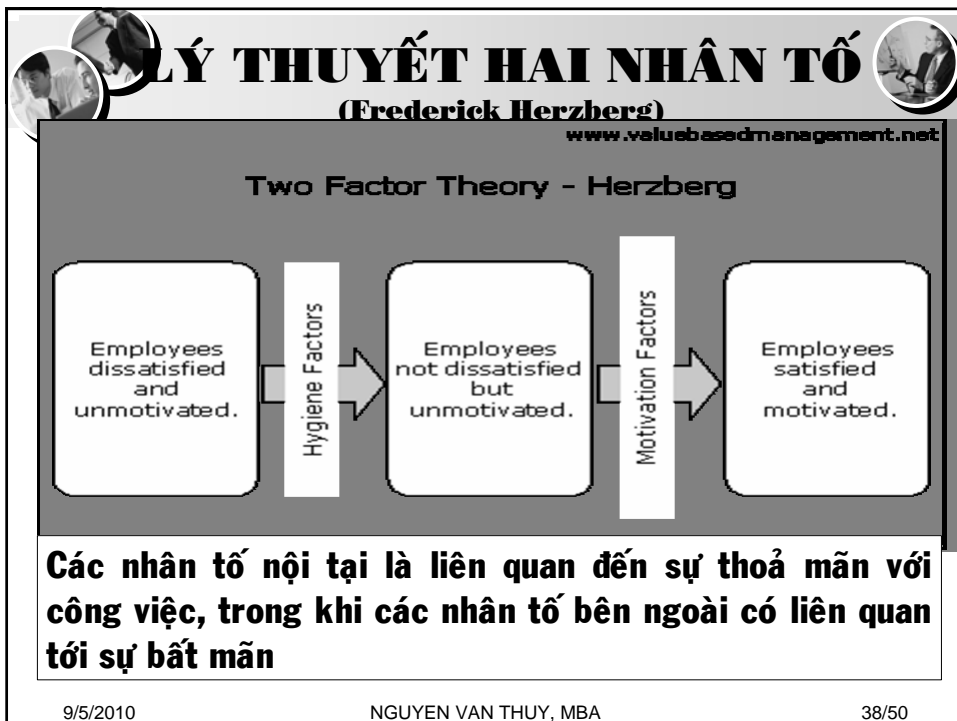 LÝ THUYẾT HAI NHÂN TỐ
(Frederick Herzberg)
www.valuebasedmanagement.net
Two Factor Theory - Herzberg
Employees
dissatisfied
and
unmotivated.
Hygiene Factors
Employees
not dissatisfied
but
unmotivated.
Motivation Factors
Employees
satisfied
and
motivated.
Các nhân tố nội tại là liên quan đến sự thoả mãn với
công việc, trong khi các nhân tố bên ngoài có liên quan
tới sự bất mãn
9/5/2010 NGUYEN VAN THUY, MBA 38/50